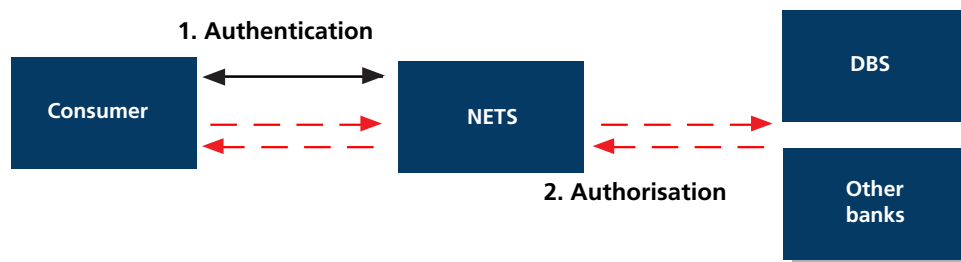 1. Authentication
Consumer
NETS
DBS
2. Authorisation
Other
banks